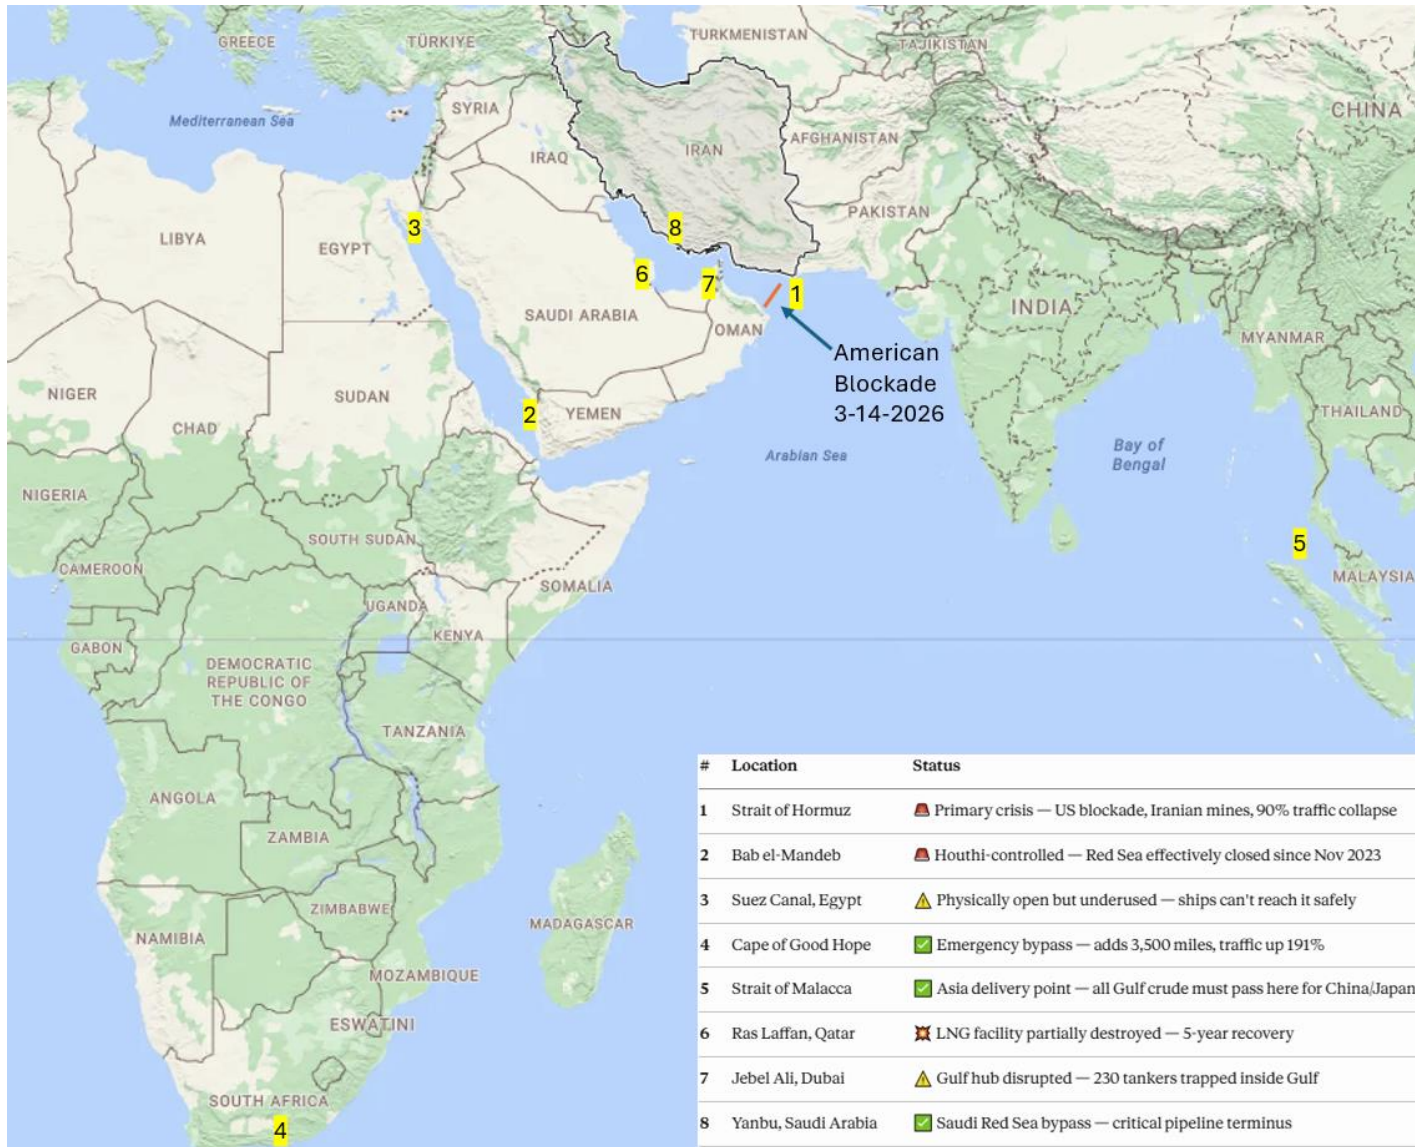 GREECE
TÜRKIYE
TURKMENISTAN
TAJIKISTAN
CHINA
Mediterranean Sea
SYRIA
IRAQ
IRAN
AFGHANISTAN
PAKISTAN
LIBYA
EGYPT
3
8
6
7
1
SAUDI ARABIA
OMAN
INDIA
MYANMAR
American
Blockade
3-14-2026
NIGER
CHAD
SUDAN
2
YEMEN
THAILAND
Arabian Sea
Bay of
Bengal
NIGERIA
SOUTH SUDAN
5
CAMEROON
SOMALIA
MALAYSIA
UGANDA
GABON
KENYA
DEMOCRATIC
REPUBLIC OF
THE CONGO
TANZANIA
ANGOLA
ZAMBIA
ZIMBABWE
MADAGASCAR
NAMIBIA
MOZAMBIQUE
ESWATINI
SOUTH AFRICA
4
# Location Status
1 Strait of Hormuz 🚨 Primary crisis — US blockade, Iranian mines, 90% traffic collapse
2 Bab el-Mandeb 🚨 Houthi-controlled — Red Sea effectively closed since Nov 2023
3 Suez Canal, Egypt ⚠️ Physically open but underused — ships can't reach it safely
4 Cape of Good Hope ✅ Emergency bypass — adds 3,500 miles, traffic up 191%
5 Strait of Malacca ✅ Asia delivery point — all Gulf crude must pass here for China/Japan
6 Ras Laffan, Qatar 💥 LNG facility partially destroyed — 5-year recovery
7 Jebel Ali, Dubai ⚠️ Gulf hub disrupted — 230 tankers trapped inside Gulf
8 Yanbu, Saudi Arabia ✅ Saudi Red Sea bypass — critical pipeline terminus